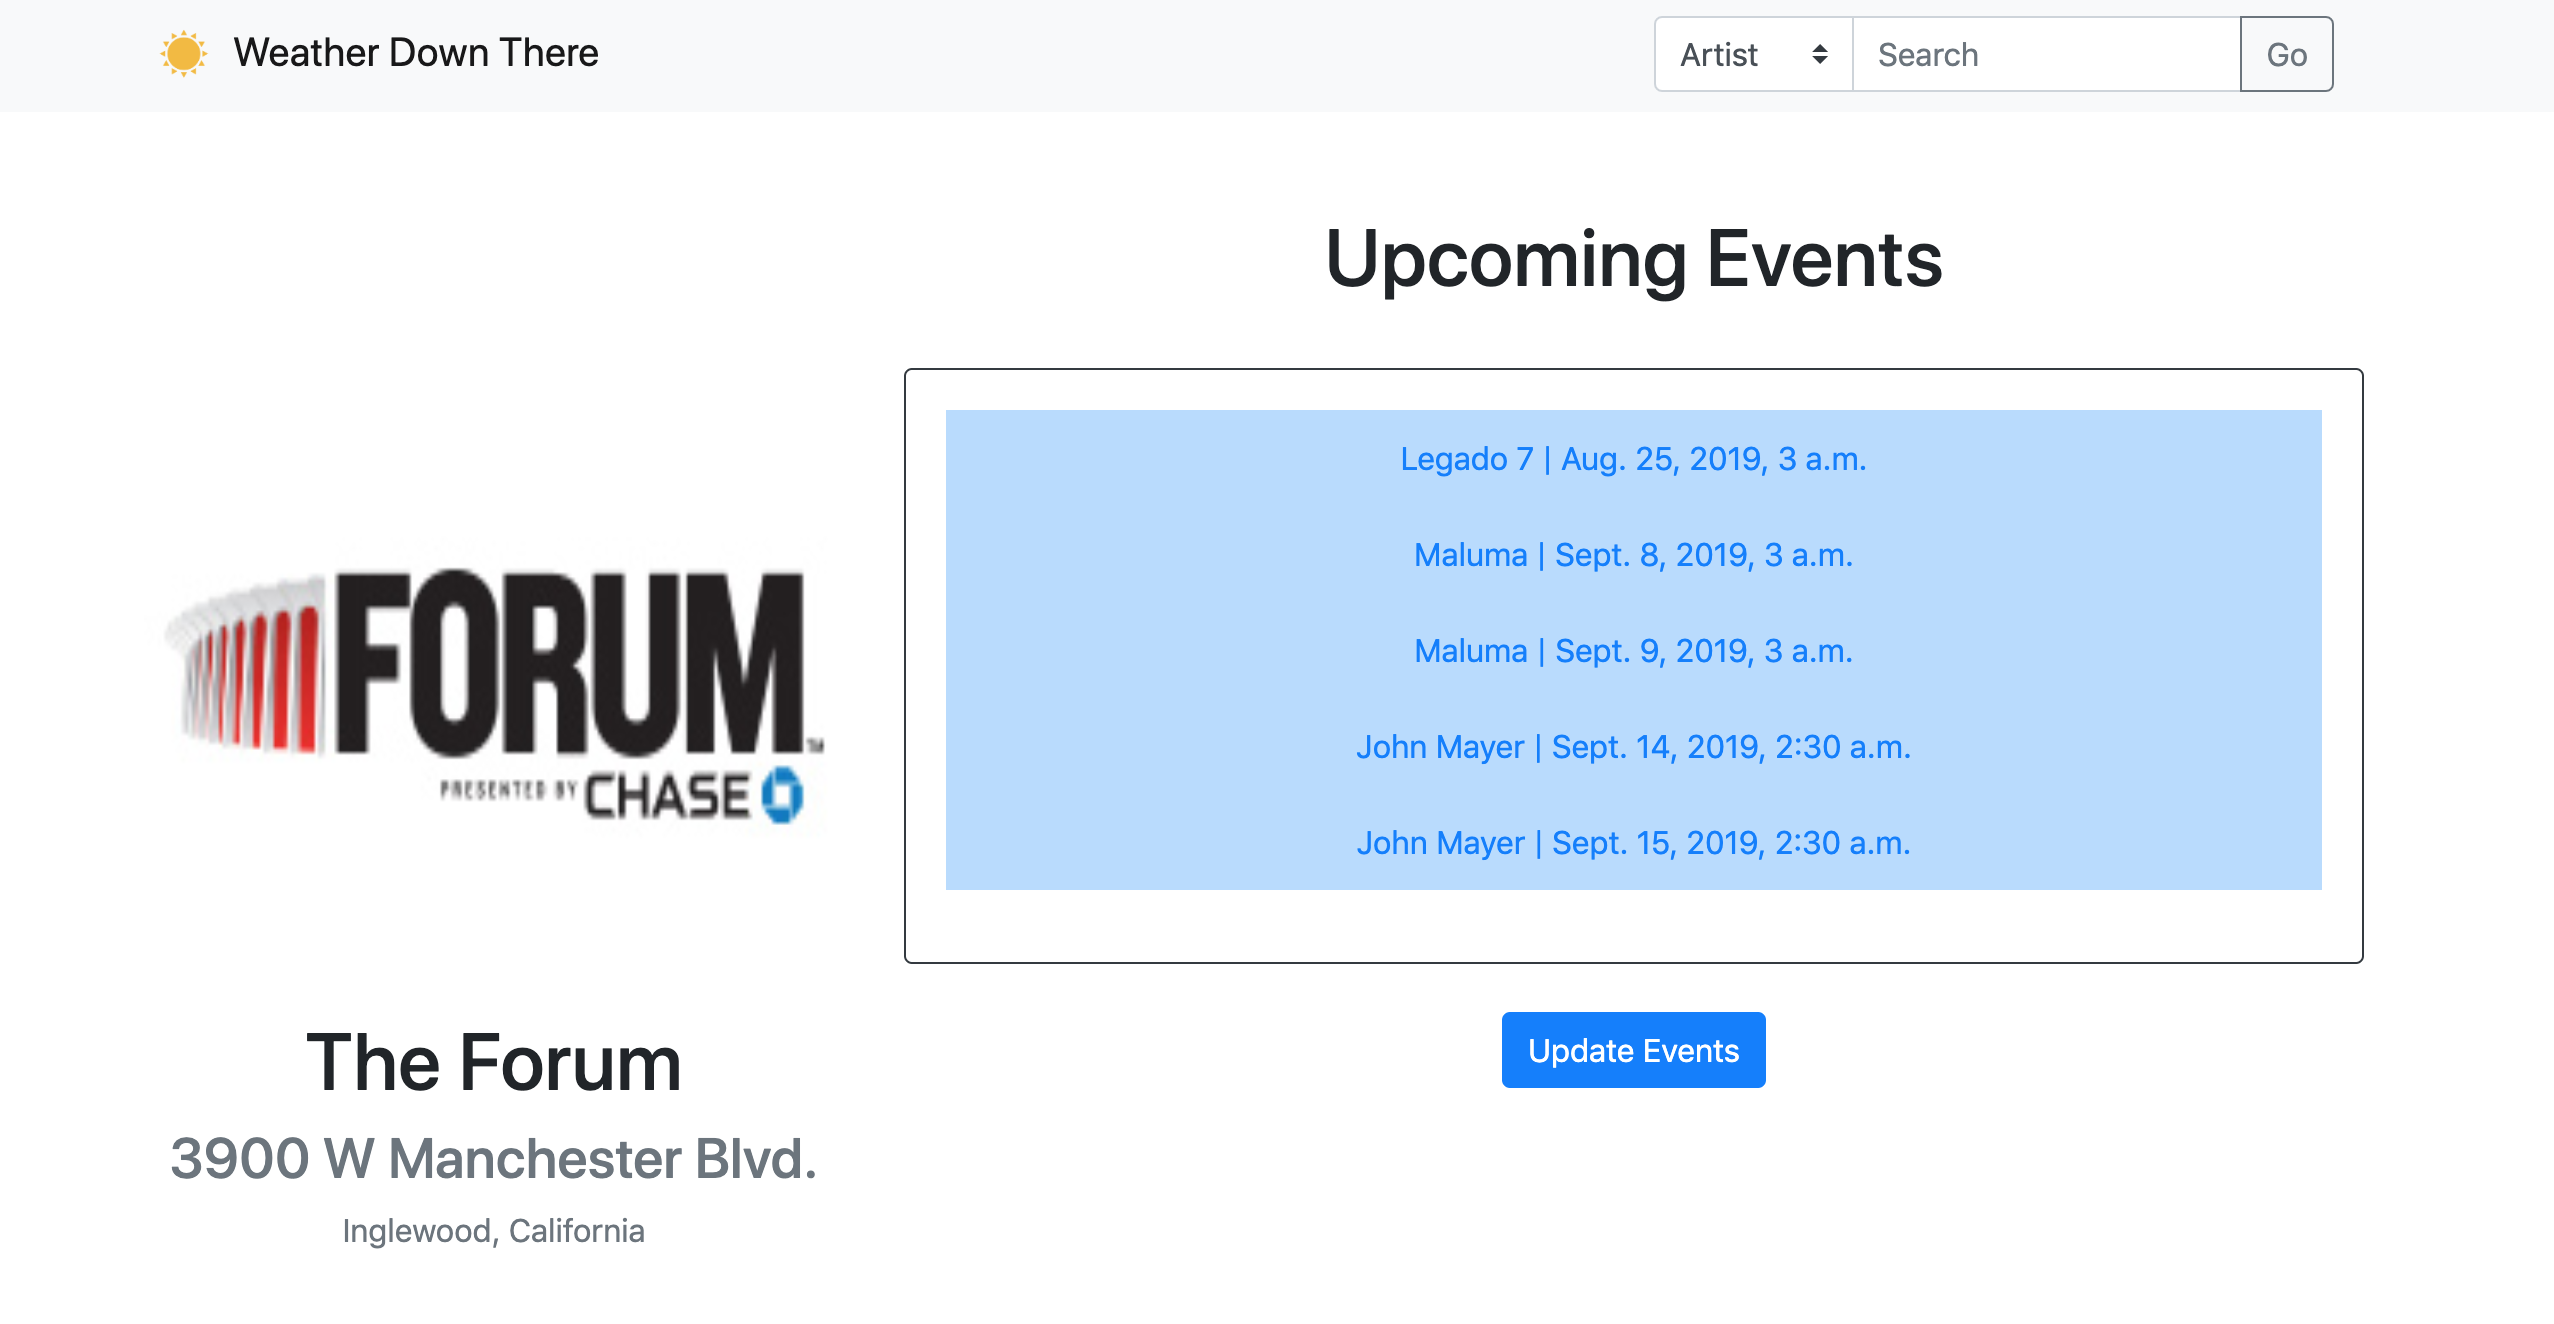 Weather Down There
Artist
Search
Go
FORUM™
PRESENTED BY CHASE
The Forum
3900 W Manchester Blvd.
Inglewood, California
Upcoming Events
Legado 7 | Aug. 25, 2019, 3 a.m.
Maluma | Sept. 8, 2019, 3 a.m.
Maluma | Sept. 9, 2019, 3 a.m.
John Mayer | Sept. 14, 2019, 2:30 a.m.
John Mayer | Sept. 15, 2019, 2:30 a.m.
Update Events